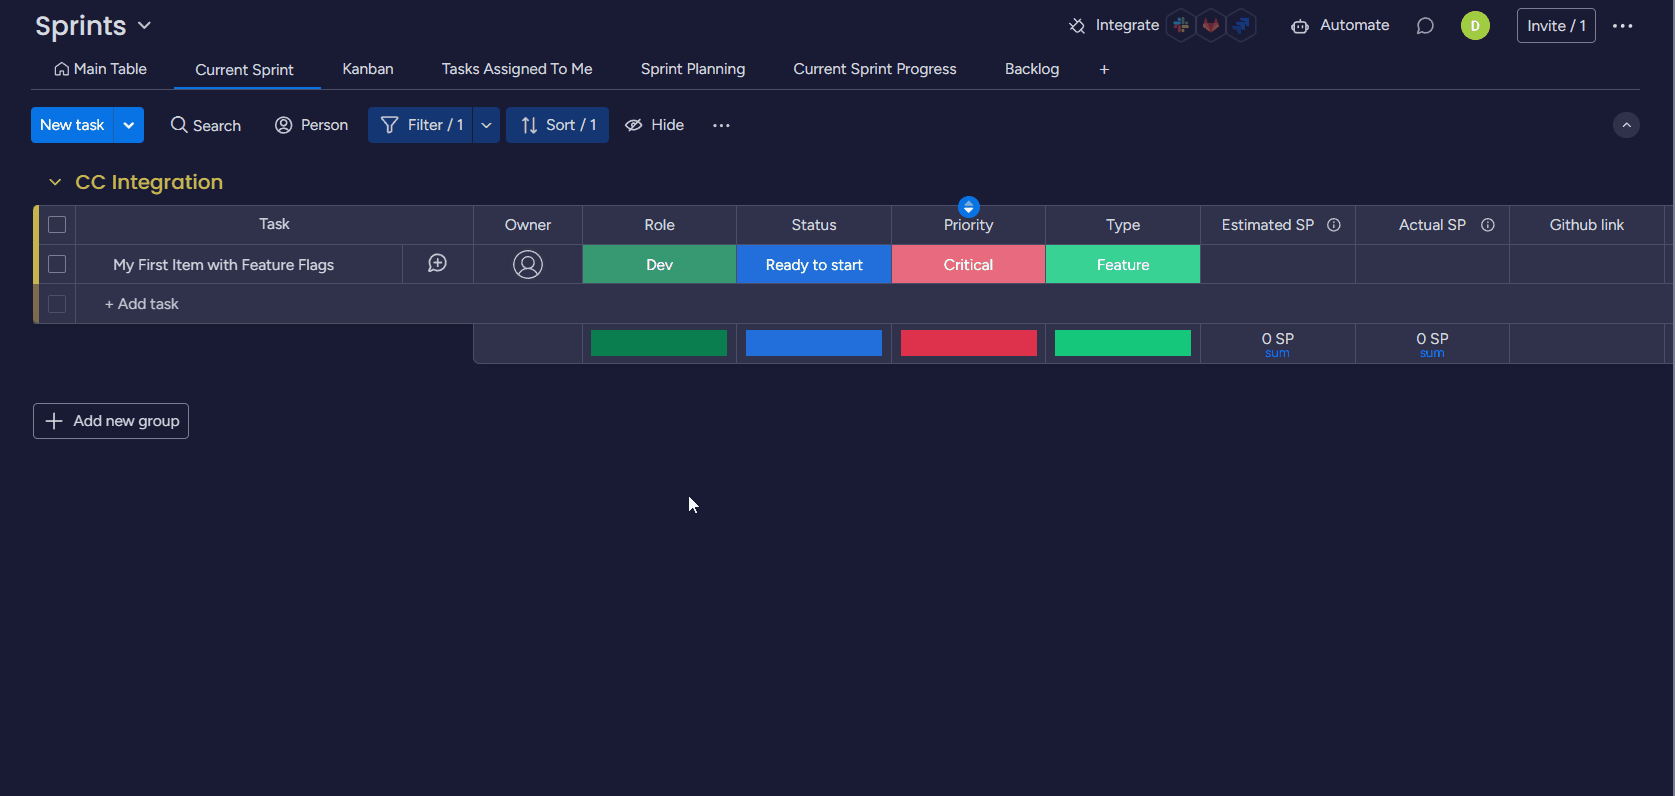 Sprints
Integrate
Automate
D
Invite / 1
Main Table
Current Sprint
Kanban
Tasks Assigned To Me
Sprint Planning
Current Sprint Progress
Backlog
+
New task
Search
Person
Filter / 1
Sort / 1
Hide
CC Integration
Task
Owner
Role
Status
Priority
Type
Estimated SP
Actual SP
Github link
My First Item with Feature Flags
Dev
Ready to start
Critical
Feature
+ Add task
0 SP
sum
0 SP
sum
Add new group